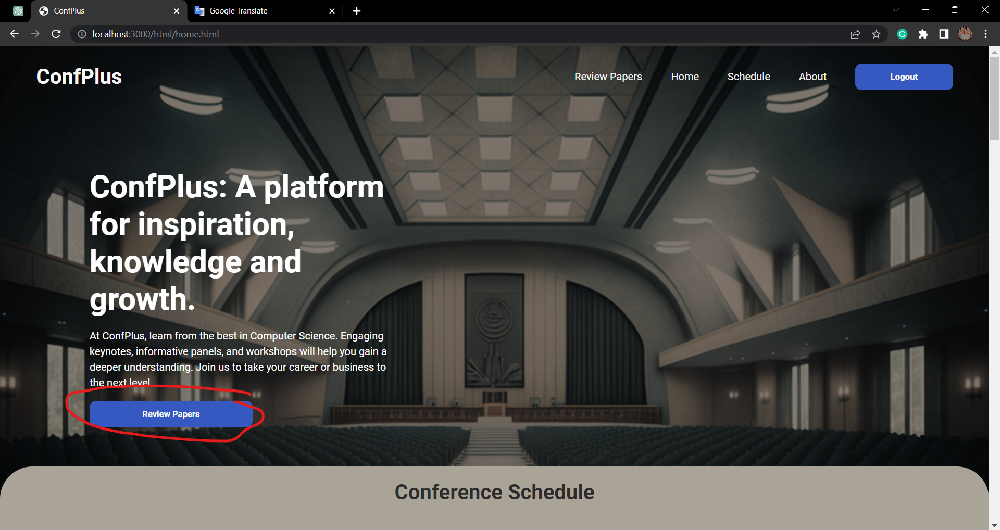 ConfPlus
Google Translate
localhost:3000/html/home.html
ConfPlus
Review Papers
Home
Schedule
About
Logout
ConfPlus: A platform
for inspiration,
knowledge and
growth.
At ConfPlus, learn from the best in Computer Science. Engaging
keynotes, informative panels, and workshops will help you gain a
deeper understanding. Join us to take your career or business to
the next level
Review Papers
Conference Schedule